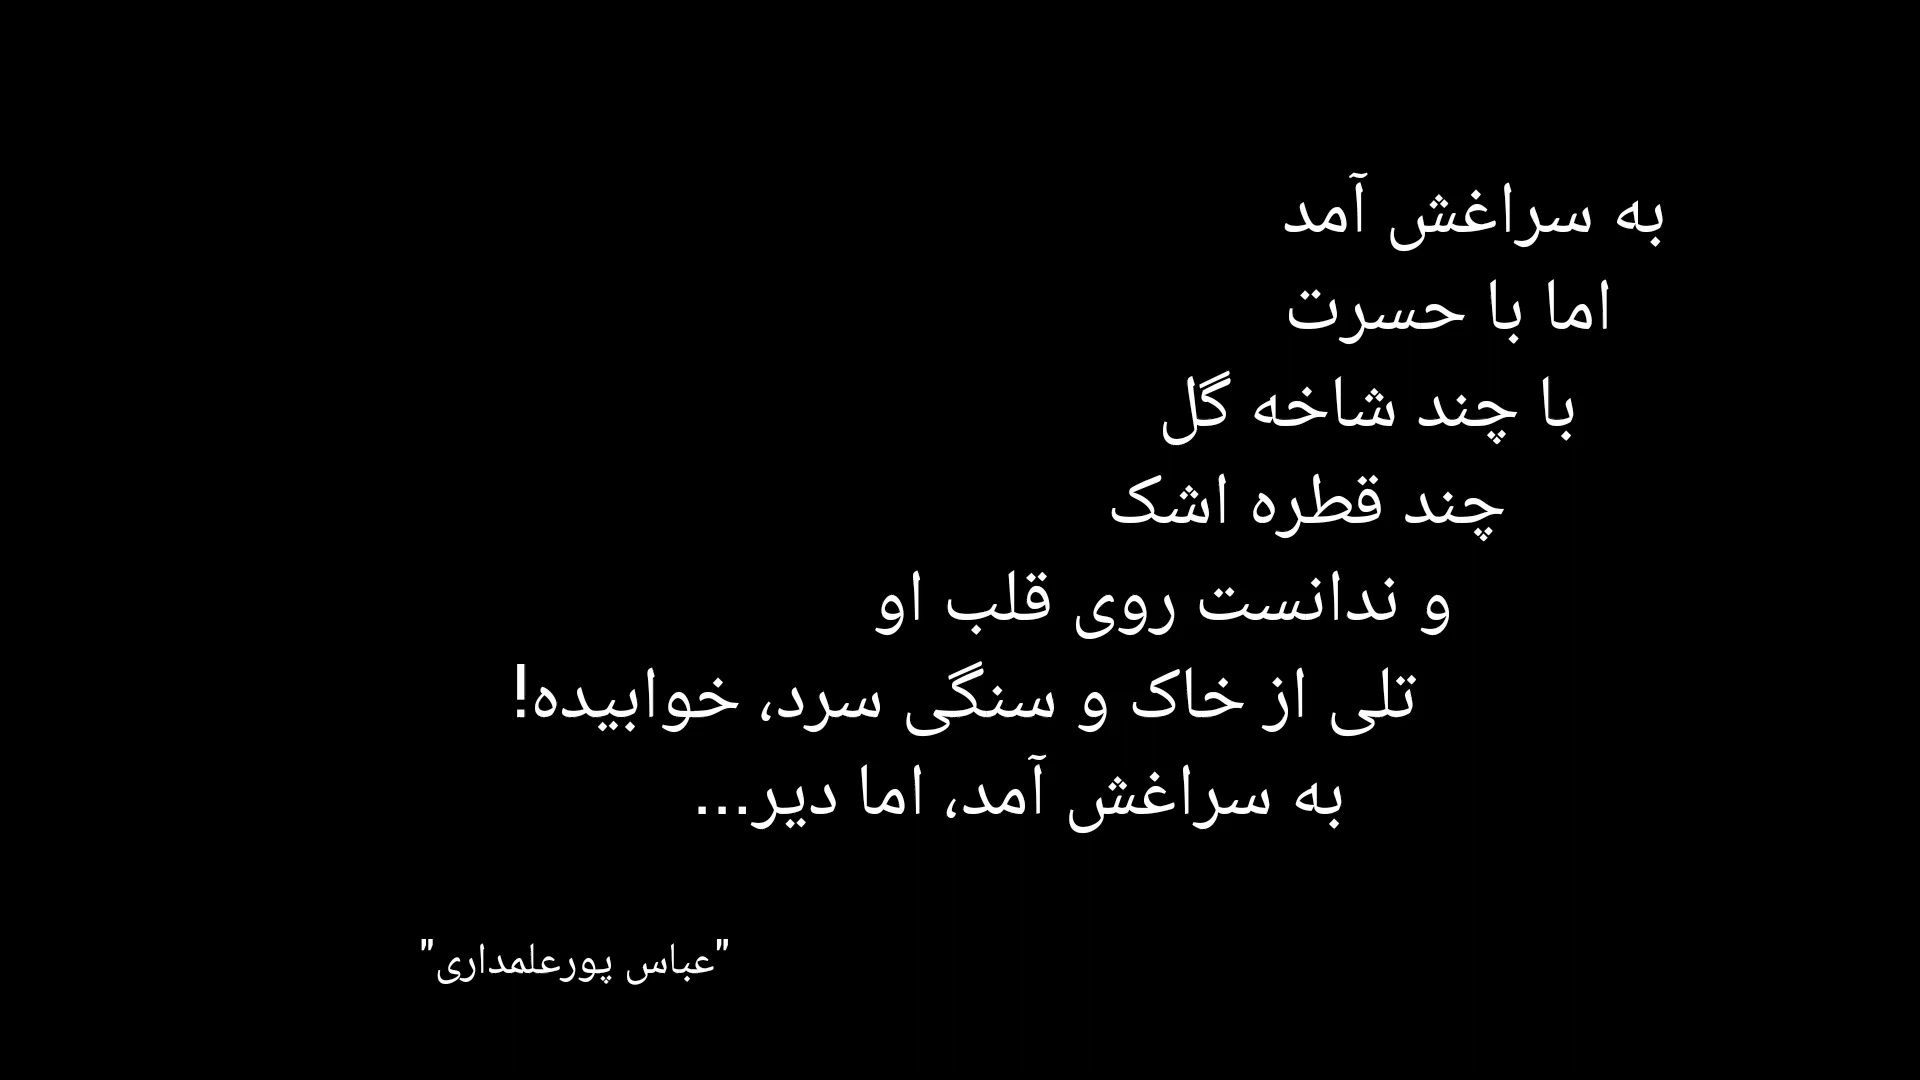 به سراغش آمد
اما با حسرت
با چند شاخه گل
چند قطره اشک
و ندانست روی قلب او
تلی از خاک و سنگی سرد، خوابیده!
به سراغش آمد، اما دیر...
"عباس پورعلمداری"